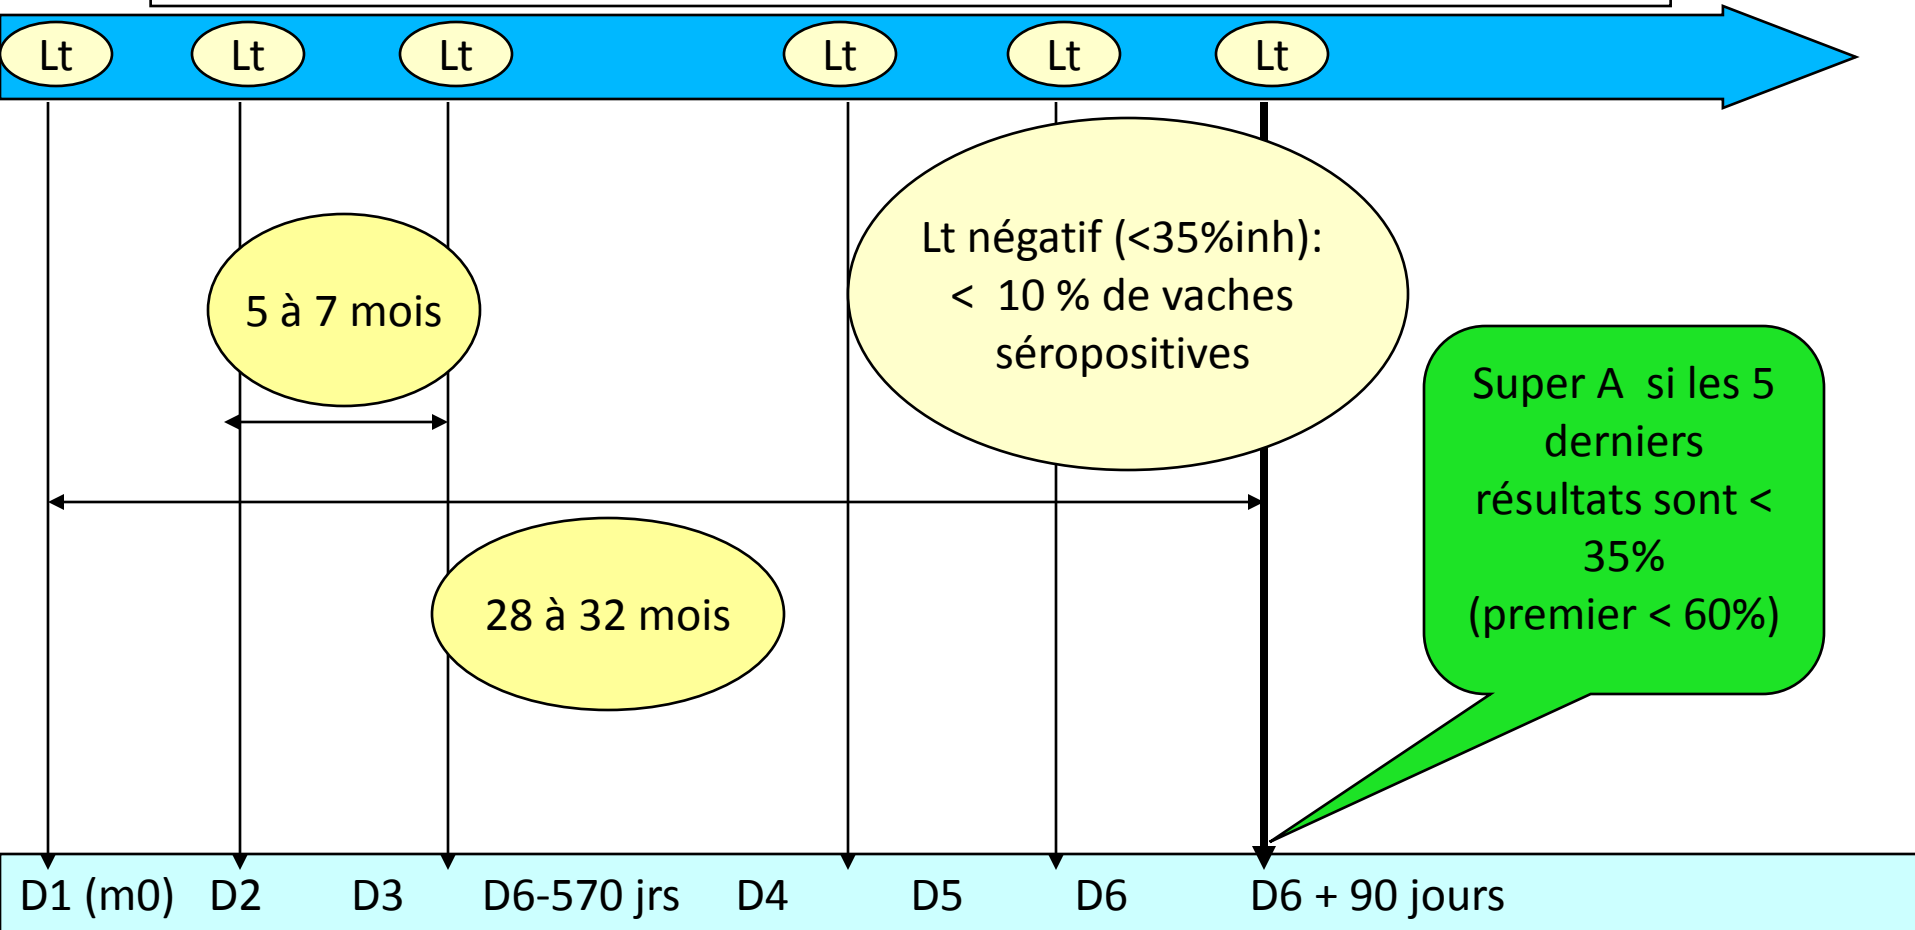 Lt Lt Lt Lt Lt Lt
Lt négatif (<35%inh):
< 10 % de vaches
séropositives
5 à 7 mois
Super A si les 5
derniers
résultats sont <
35%
(premier < 60%)
28 à 32 mois
D1 (m0) D2 D3 D6-570 jrs D4 D5 D6 D6 + 90 jours